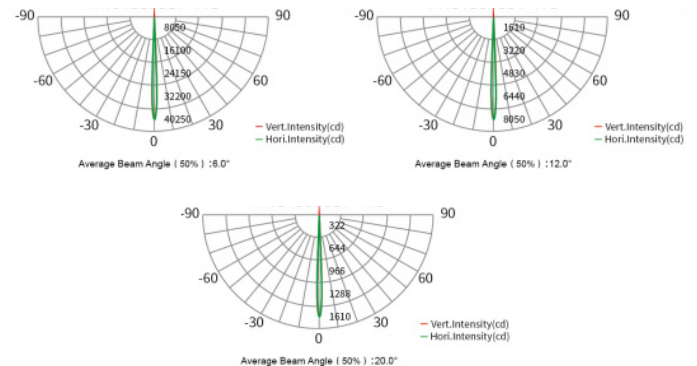 -90 90
8050
16100
-60 24150 60
32200
-30 40250 30
0
Vert.Intensity(cd)
Hori.Intensity(cd)
Average Beam Angle ( 50% ) :6.0°
-90 90
1610
3220
-60 4830 60
6440
-30 8050 30
0
Vert.Intensity(cd)
Hori.Intensity(cd)
Average Beam Angle ( 50% ) :12.0°
-90 90
322
644
-60 966 60
1288
-30 1610 30
0
Vert.Intensity(cd)
Hori.Intensity(cd)
Average Beam Angle ( 50% ) :20.0°